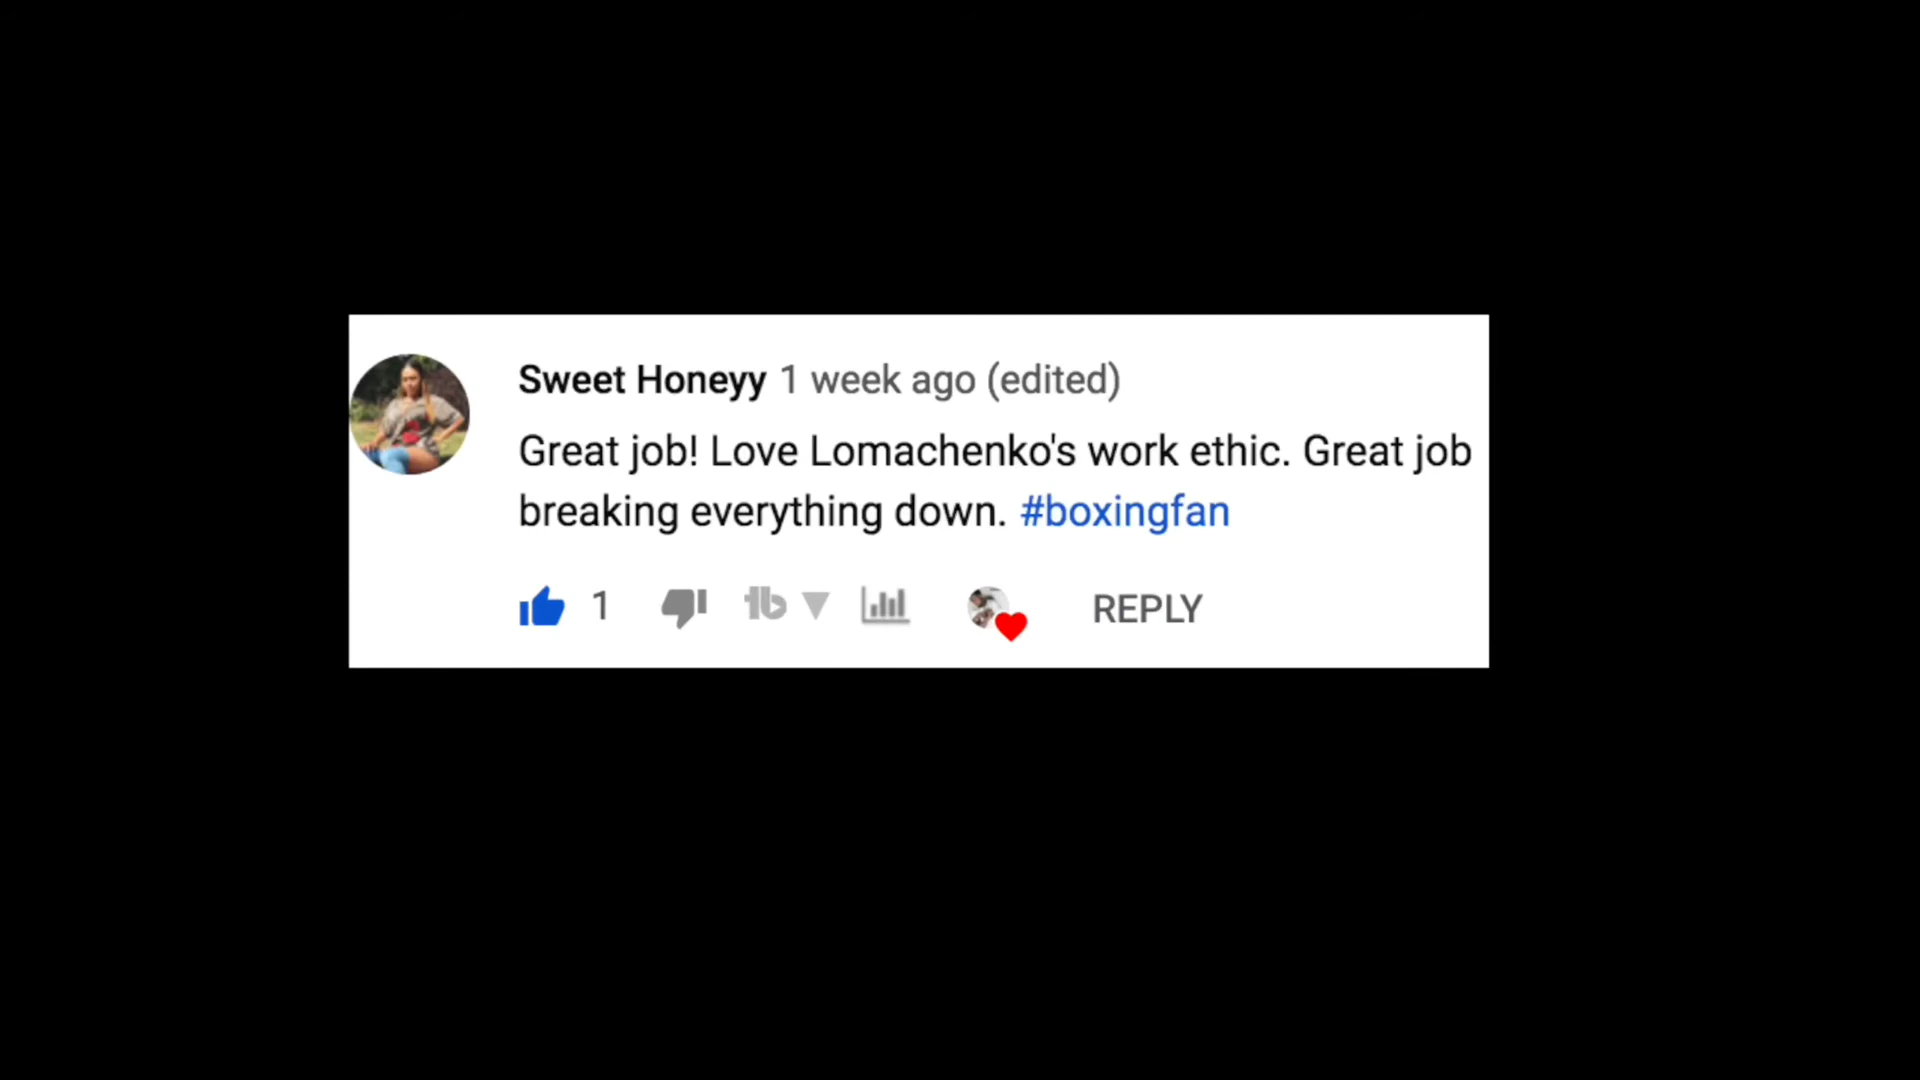 Sweet Honeyy 1 week ago (edited)
Great job! Love Lomachenko's work ethic. Great job
breaking everything down. #boxingfan
1 tb REPLY